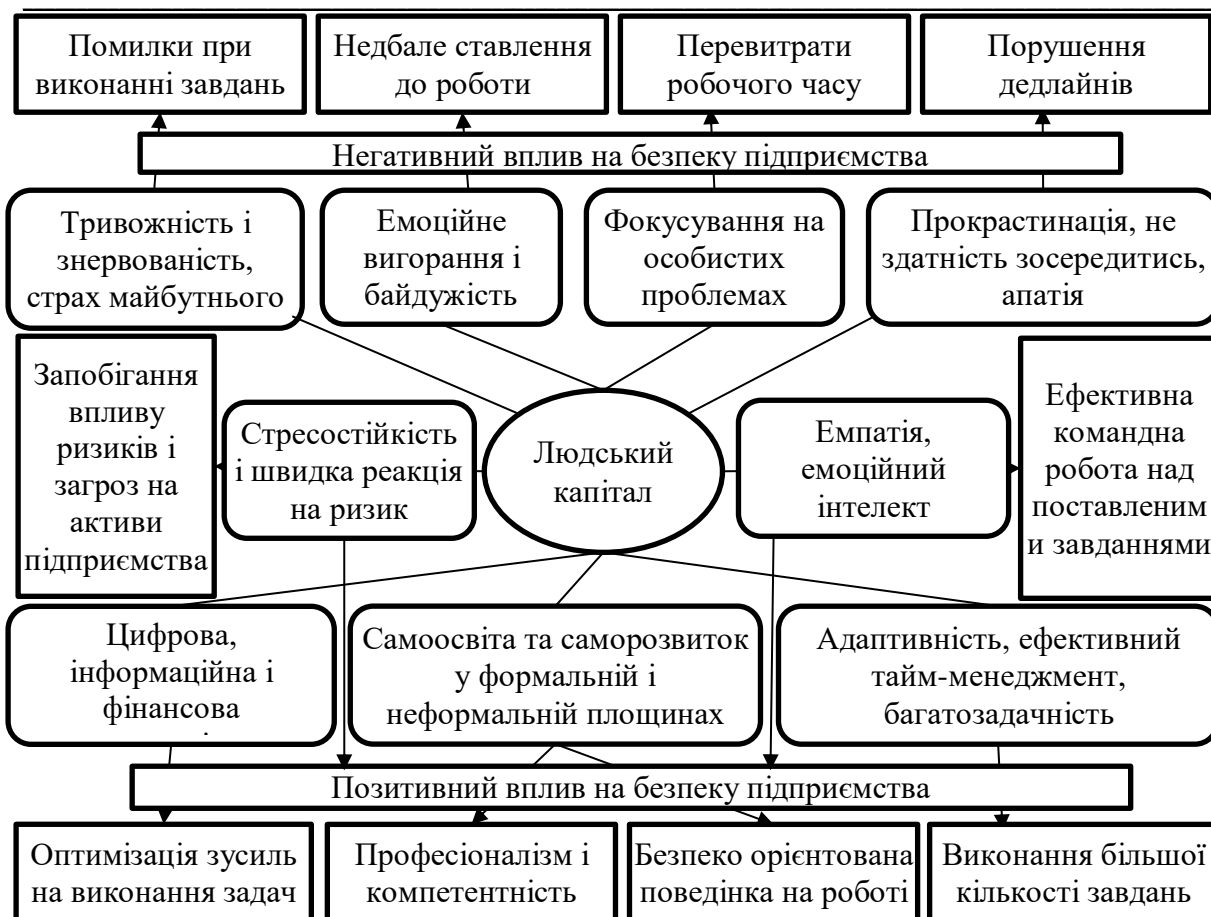 Помилки при
виконанні завдань
Недбале ставлення
до роботи
Перевитрати
робочого часу
Порушення
дедлайнів
Негативний вплив на безпеку підприємства
Тривожність і
знервованість,
страх майбутнього
Емоційне
вигорання і
байдужість
Фокусування на
особистих
проблемах
Прокрастинація, не
здатність зосередитись,
апатія
Запобігання
впливу
ризиків і
загроз на
активи
підприємства
Стресостійкість
і швидка реакція
на ризик
Людський
капітал
Емпатія,
емоційний
інтелект
Ефективна
командна
робота над
поставленим
и завданнями
Цифрова,
інформаційна і
фінансова
Самоосвіта та саморозвиток
у формальній і
неформальній площинах
Адаптивність, ефективний
тайм-менеджмент,
багатозадачність
Позитивний вплив на безпеку підприємства
Оптимізація зусиль
на виконання задач
Професіоналізм і
компетентність
Безпеко орієнтована
поведінка на роботі
Виконання більшої
кількості завдань